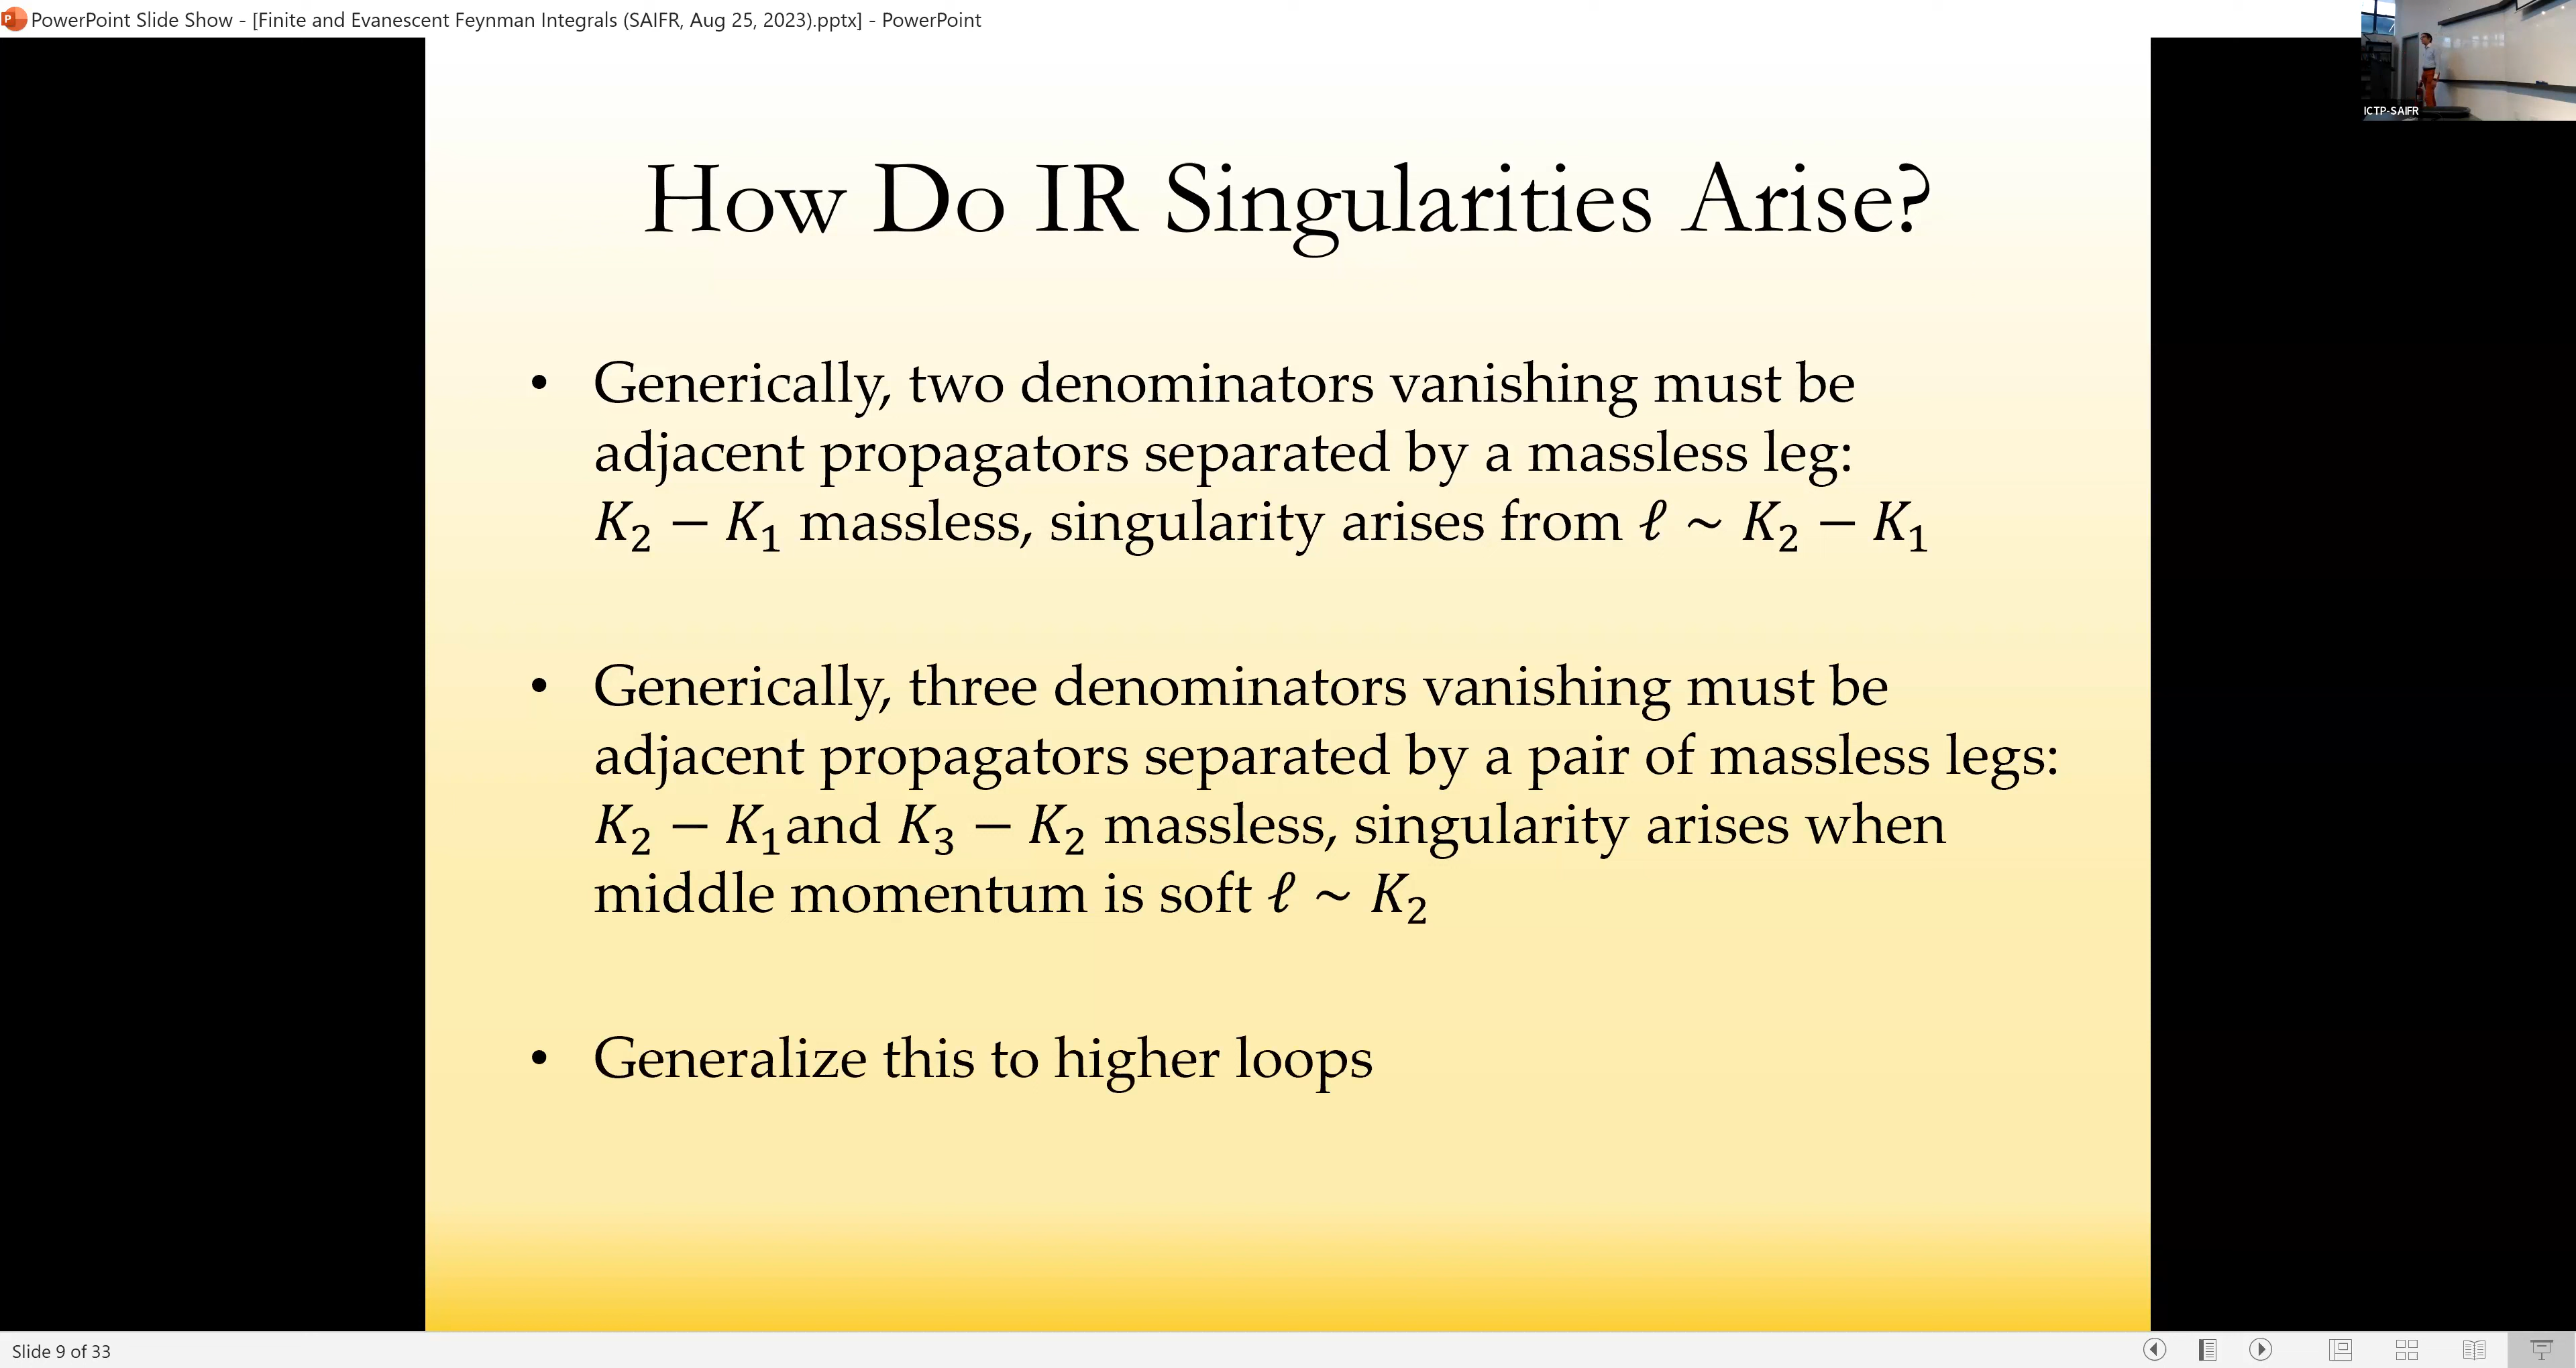 PowerPoint Slide Show - [Finite and Evanescent Feynman Integrals (SAIFR, Aug 25, 2023).pptx] - PowerPoint
ICTP-SAIFR
How Do IR Singularities Arise?
• Generically, two denominators vanishing must be
adjacent propagators separated by a massless leg:
K₂ − K₁ massless, singularity arises from ℓ ~ K₂ − K₁
• Generically, three denominators vanishing must be
adjacent propagators separated by a pair of massless legs:
K₂ − K₁and K₃ − K₂ massless, singularity arises when
middle momentum is soft ℓ ~ K₂
• Generalize this to higher loops
Slide 9 of 33